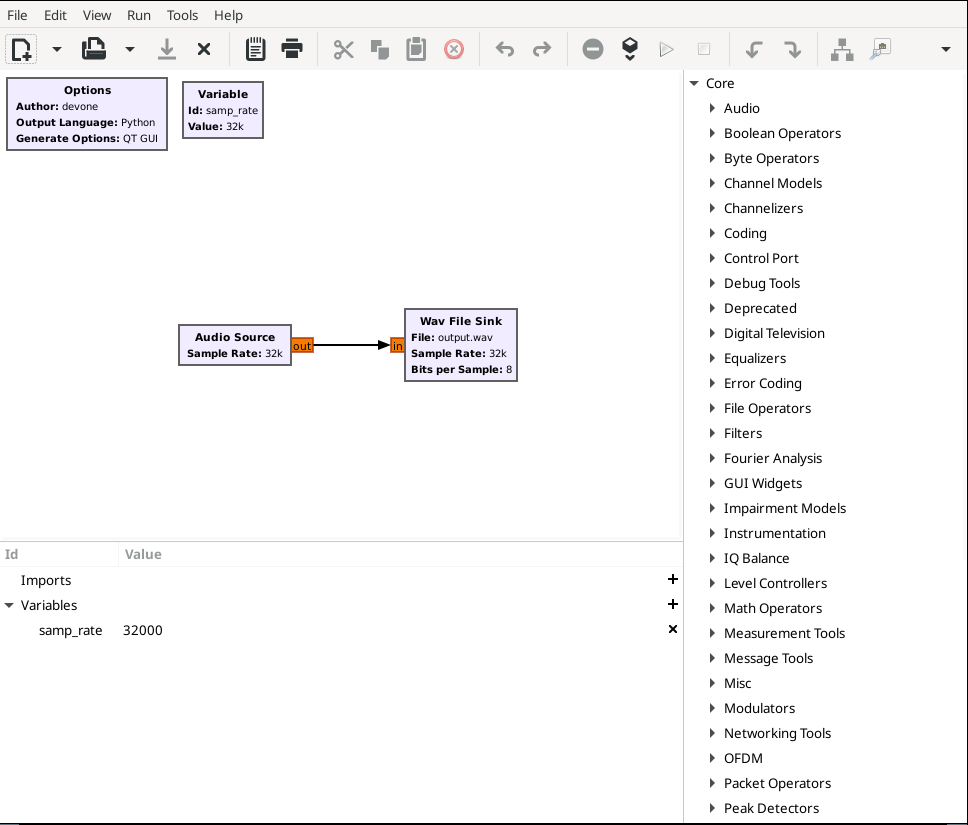 File Edit View Run Tools Help
Options
Author: devone
Output Language: Python
Generate Options: QT GUI
Variable
Id: samp_rate
Value: 32k
Audio Source
Sample Rate: 32k
out
in
Wav File Sink
File: output.wav
Sample Rate: 32k
Bits per Sample: 8
Id Value
Imports
Variables
samp_rate 32000
Core
Audio
Boolean Operators
Byte Operators
Channel Models
Channelizers
Coding
Control Port
Debug Tools
Deprecated
Digital Television
Equalizers
Error Coding
File Operators
Filters
Fourier Analysis
GUI Widgets
Impairment Models
Instrumentation
IQ Balance
Level Controllers
Math Operators
Measurement Tools
Message Tools
Misc
Modulators
Networking Tools
OFDM
Packet Operators
Peak Detectors